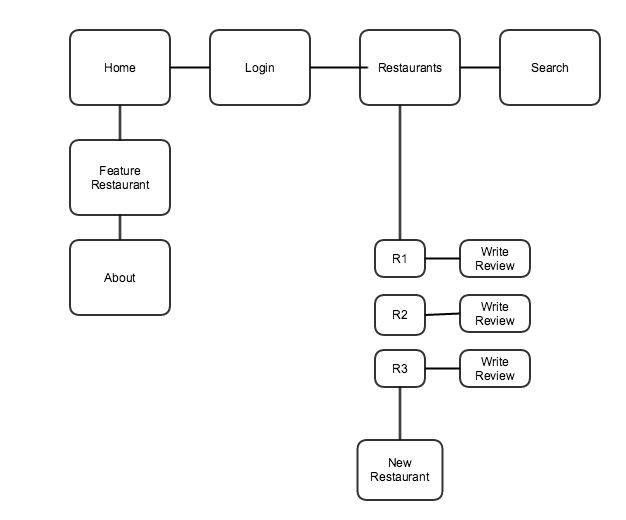 Home
Login
Restaurants
Search
Feature
Restaurant
About
R1
Write
Review
R2
Write
Review
R3
Write
Review
New
Restaurant